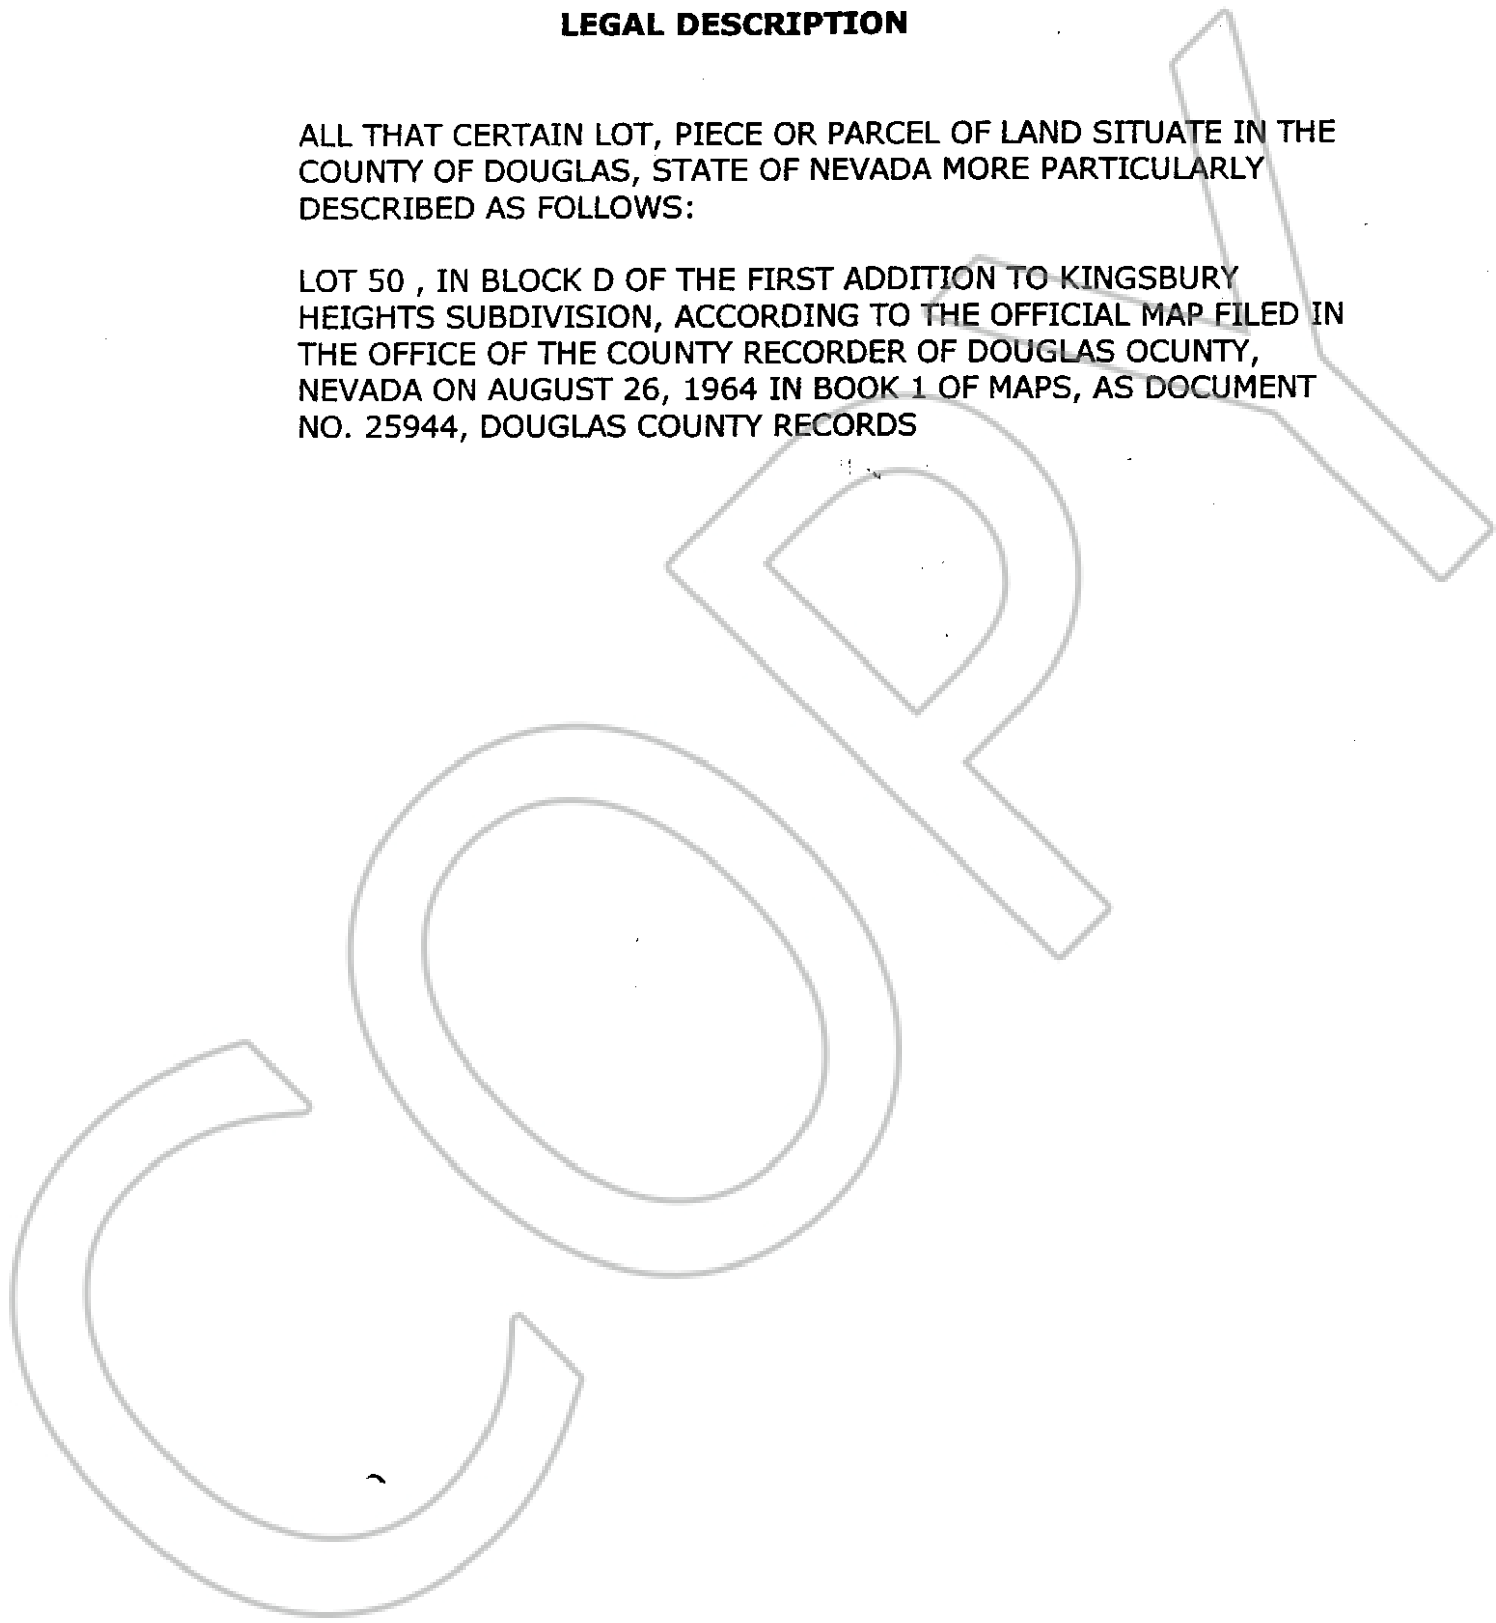 LEGAL DESCRIPTION
ALL THAT CERTAIN LOT, PIECE OR PARCEL OF LAND SITUATE IN THE
COUNTY OF DOUGLAS, STATE OF NEVADA MORE PARTICULARLY
DESCRIBED AS FOLLOWS:
LOT 50 , IN BLOCK D OF THE FIRST ADDITION TO KINGSBURY
HEIGHTS SUBDIVISION, ACCORDING TO THE OFFICIAL MAP FILED IN
THE OFFICE OF THE COUNTY RECORDER OF DOUGLAS OCUNTY,
NEVADA ON AUGUST 26, 1964 IN BOOK 1 OF MAPS, AS DOCUMENT
NO. 25944, DOUGLAS COUNTY RECORDS
COPY